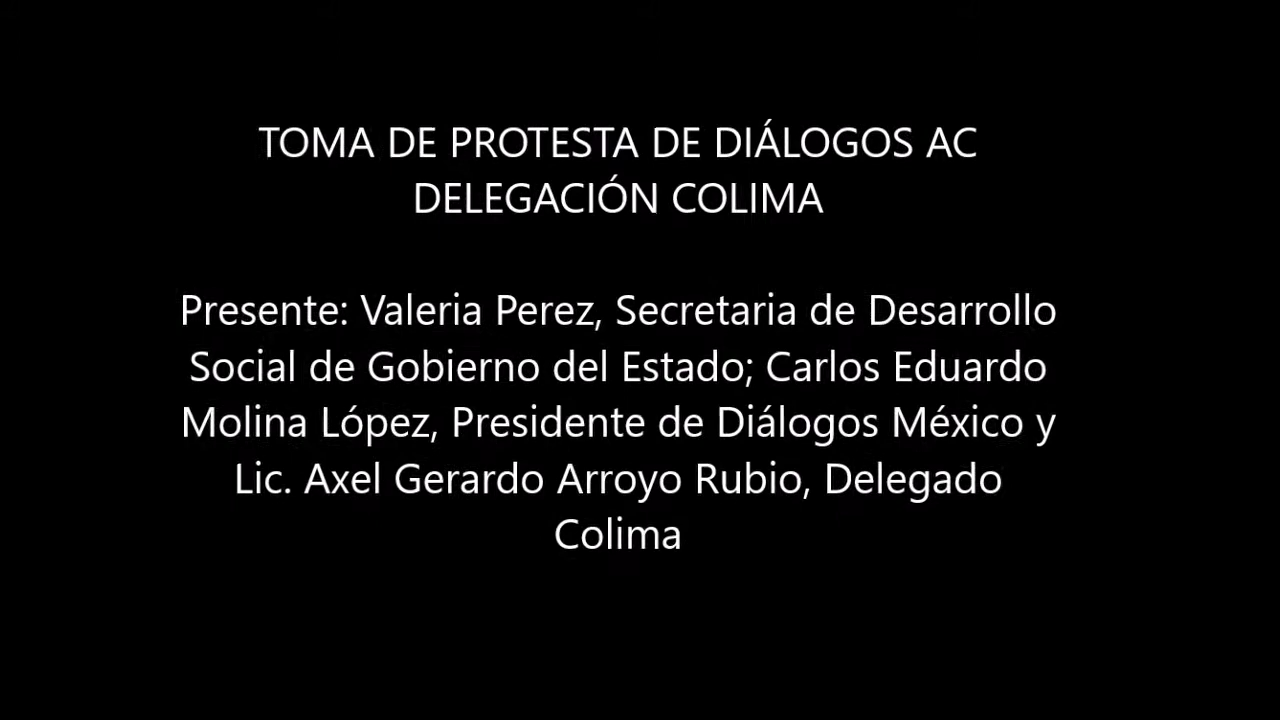 TOMA DE PROTESTA DE DIÁLOGOS AC
DELEGACIÓN COLIMA
Presente: Valeria Perez, Secretaria de Desarrollo
Social de Gobierno del Estado; Carlos Eduardo
Molina López, Presidente de Diálogos México y
Lic. Axel Gerardo Arroyo Rubio, Delegado
Colima